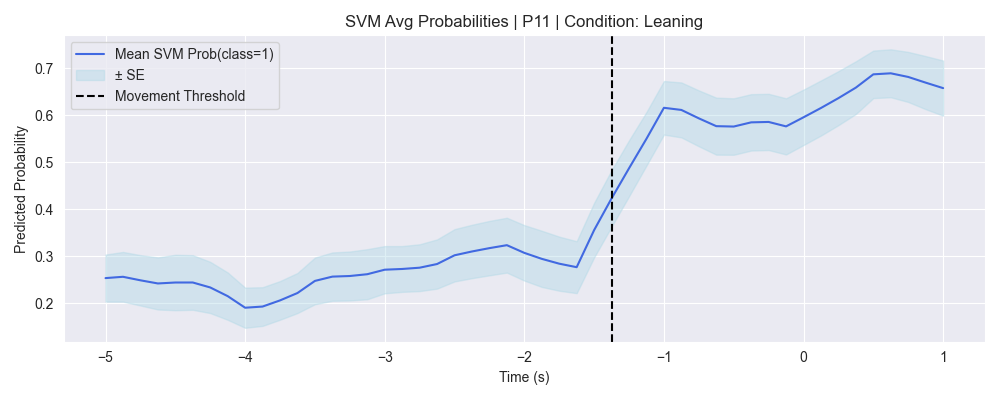 SVM Avg Probabilities | P11 | Condition: Leaning
Mean SVM Prob(class=1)
± SE
Movement Threshold
Predicted Probability
0.7
0.6
0.5
0.4
0.3
0.2
−5
−4
−3
−2
−1
0
1
Time (s)